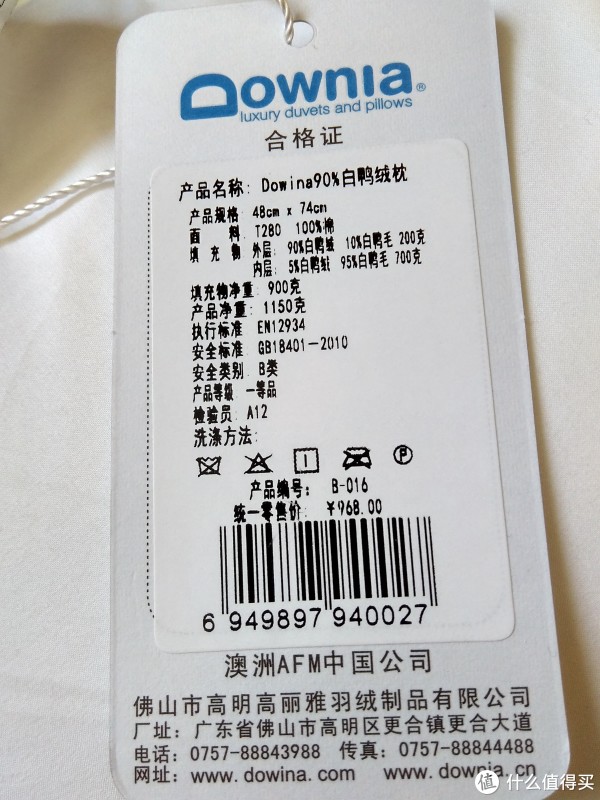 Downia®
luxury duvets and pillows
合格证
产品名称: Dowina90%白鸭绒枕
产品规格: 48cm x 74cm
面 料: T280 100%棉
填 充 物 外层: 90%白鸭绒 10%白鸭毛 200克
内层: 5%白鸭绒 95%白鸭毛 700克
填充物净重: 900克
产品净重: 1150克
执行标准 EN12934
安全标准: GB18401-2010
安全类别: B类
产品等级 一等品
检验员: A12
洗涤方法:
P
产品编号: B-016
统一零售价: ¥968.00
6 949897 940027
澳洲AFM中国公司
佛山市高明高丽雅羽绒制品有限公司
厂址: 广东省佛山市高明区更合镇更合大道
电话: 0757-88843988 传真: 0757-88844488
网址: www.dowina.com www.downia.cn
值 什么值得买